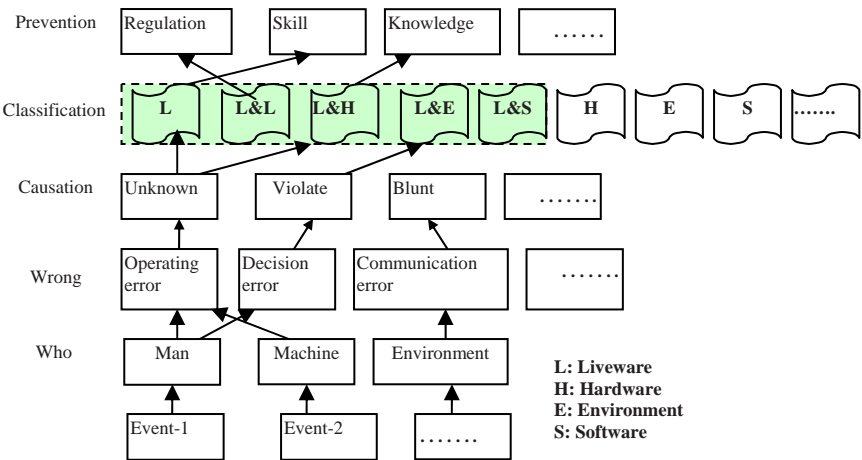 Prevention Regulation Skill Knowledge ......
Classification L L&L L&H L&E L&S H E S .......
Causation Unknown Violate Blunt .......
Wrong Operating error Decision error Communication error .......
Who Man Machine Environment
Event-1 Event-2 .......
L: Liveware
H: Hardware
E: Environment
S: Software